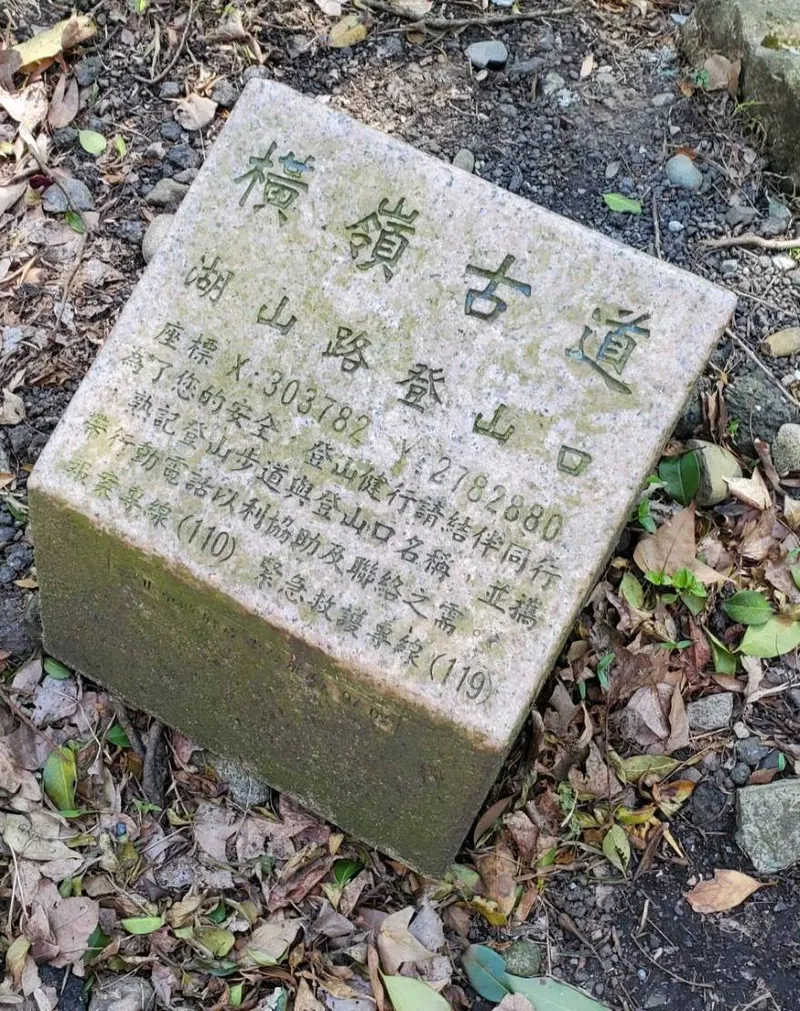 橫嶺古道
湖山路登山口
座標 X:303782 Y:2782880
為了您的安全,登山健行請結伴同行
熟記登山步道與登山口名稱,並攜
帶行動電話以利協助及聯絡之需。
報案專線(110) 緊急救護專線(119)